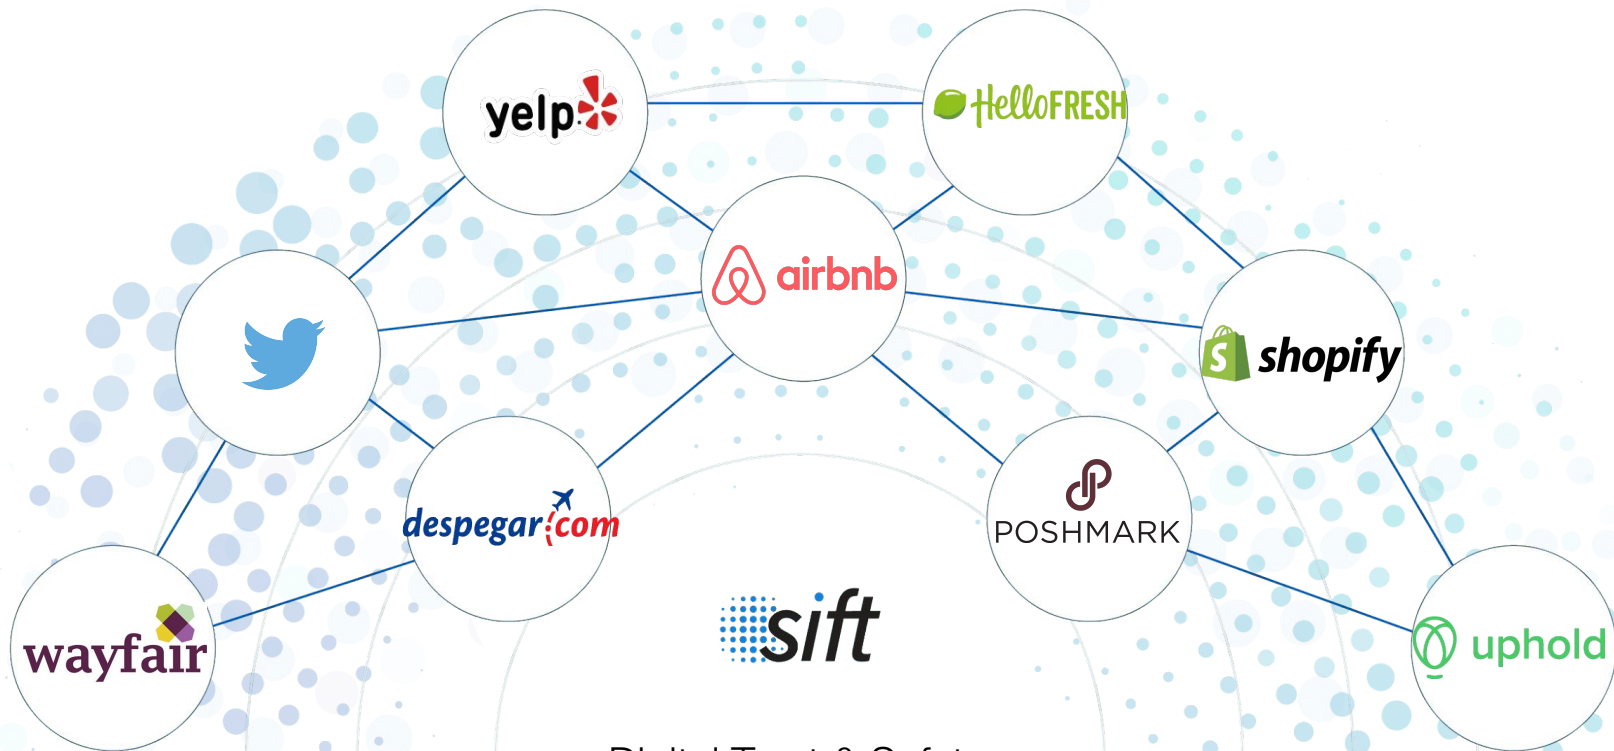 yelp
HelloFRESH
airbnb
shopify
despegar.com
POSHMARK
sift
wayfair
uphold